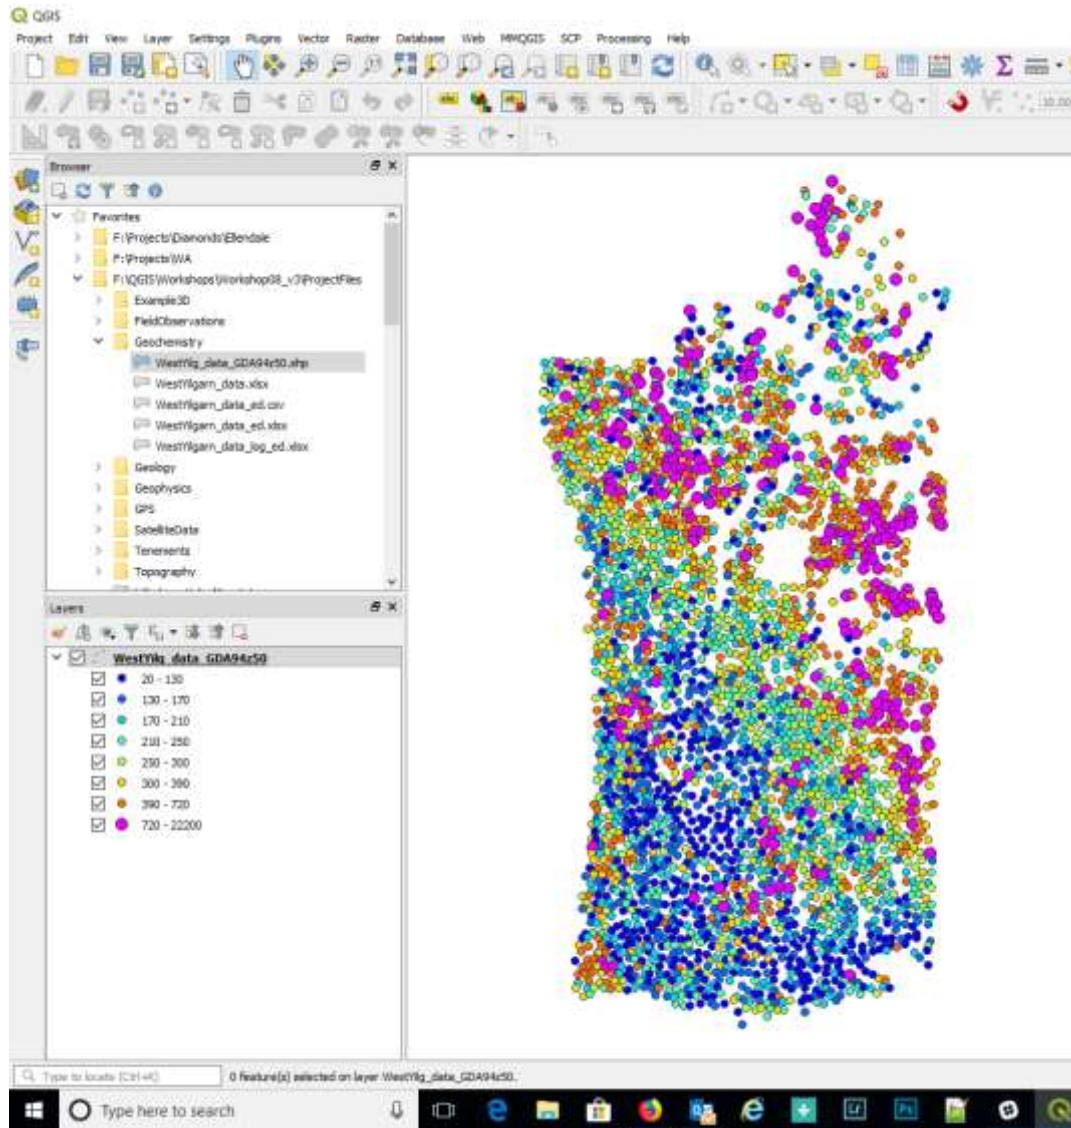 QGIS
Project Edit View Layer Settings Plugins Vector Raster Database Web MMQGIS SCP Processing Help
Browser
Favorites
F:\Projects\Diamonds\Ellendale
F:\Projects\WA
F:\QGIS\Workshops\Workshop08_v3\ProjectFiles
Example3D
FieldObservations
Geochemistry
WestYilg_data_GDA94z50.shp
WestYilgarn_data.xlsx
WestYilgarn_data_ed.csv
WestYilgarn_data_ed.xlsx
WestYilgarn_data_log_ed.xlsx
Geology
Geophysics
GPS
SatelliteData
Tenements
Topography
Layers
WestYilg_data_GDA94z50
20 - 130
130 - 170
170 - 210
210 - 250
250 - 300
300 - 390
390 - 720
720 - 22200
Type to locate (Ctrl+K) 0 feature(s) selected on layer WestYilg_data_GDA94z50.
Type here to search